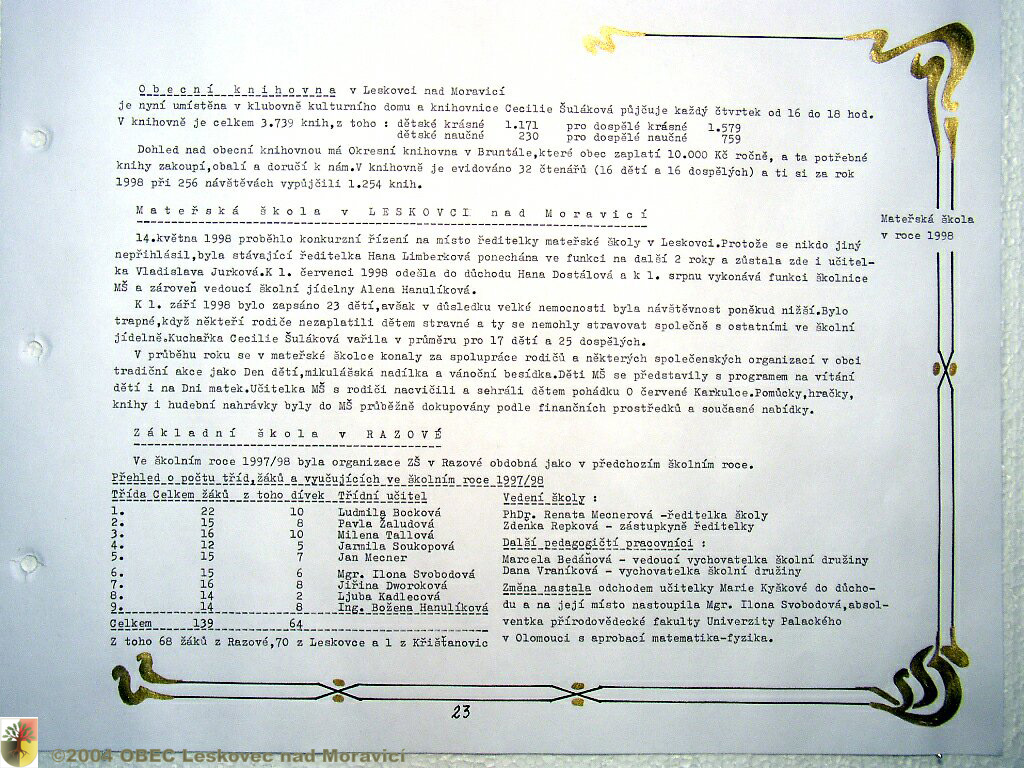 Obecní knihovna v Leskovci nad Moravicí
je nyní umístěna v klubovně kulturního domu a knihovnice Cecilie Šuláková půjčuje každý čtvrtek od 16 do 18 hod.
V knihovně je celkem 3.739 knih,z toho : dětské krásné 1.171 pro dospělé krásné 1.579
dětské naučné 230 pro dospělé naučné 759
Dohled nad obecní knihovnou má Okresní knihovna v Bruntále,které obec zaplatí 10.000 Kč ročně, a ta potřebné
knihy zakoupí,obalí a doručí k nám.V knihovně je evidováno 32 čtenářů (16 dětí a 16 dospělých) a ti si za rok
1998 při 256 návštěvách vypůjčili 1.254 knih.
Mateřská škola v LESKOVCI nad Moravicí
Mateřská škola
v roce 1998
14.května 1998 proběhlo konkurzní řízení na místo ředitelky mateřské školy v Leskovci.Protože se nikdo jiný
nepřihlásil,byla stávající ředitelka Hana Limberková ponechána ve funkci na další 2 roky a zůstala zde i učitel-
ka Vladislava Jurková.K 1. červenci 1998 odešla do důchodu Hana Dostálová a k 1. srpnu vykonává funkci školnice
MŠ a zároveň vedoucí školní jídelny Alena Hanulíková.
K 1. září 1998 bylo zapsáno 23 dětí,avšak v důsledku velké nemocnosti byla návštěvnost poněkud nižší.Bylo
trapné,když někteří rodiče nezaplatili dětem stravné a ty se nemohly stravovat společně s ostatními ve školní
jídelně.Kuchařka Cecilie Šuláková vařila v průměru pro 17 dětí a 25 dospělých.
V průběhu roku se v mateřské školce konaly za spolupráce rodičů a některých společenských organizací v obci
tradiční akce jako Den dětí,mikulášská nadílka a vánoční besídka.Děti MŠ se představily s programem na vítání
dětí i na Dni matek.Učitelka MŠ s rodiči nacvičili a sehráli dětem pohádku O červené Karkulce.Pomůcky,hračky,
knihy i hudební nahrávky byly do MŠ průběžně dokupovány podle finančních prostředků a současné nabídky.
Základní škola v RAZOVÉ
Ve školním roce 1997/98 byla organizace ZŠ v Razové obdobná jako v předchozím školním roce.
Přehled o počtu tříd,žáků a vyučujících ve školním roce 1997/98
Třída Celkem žáků z toho dívek Třídní učitel
1. 22 10 Ludmila Bocková
2. 15 8 Pavla Žaludová
3. 16 10 Milena Tallová
4. 12 5 Jarmila Soukopová
5. 15 7 Jan Mecner
6. 15 6 Mgr. Ilona Svobodová
7. 16 8 Jiřina Dworoková
8. 14 2 Ljuba Kadlecová
9. 14 8 Ing. Božena Hanulíková
Celkem 139 64
Z toho 68 žáků z Razové,70 z Leskovce a 1 z Křišťanovic
Vedení školy :
PhDr. Renata Mecnerová -ředitelka školy
Zdenka Repková - zástupkyně ředitelky
Další pedagogičtí pracovníci :
Marcela Bedáňová - vedoucí vychovatelka školní družiny
Dana Vraníková - vychovatelka školní družiny
Změna nastala odchodem učitelky Marie Kyškové do důcho-
du a na její místo nastoupila Mgr. Ilona Svobodová,absol-
ventka přírodovědecké fakulty Univerzity Palackého
v Olomouci s aprobací matematika-fyzika.
23
©2004 OBEC Leskovec nad Moravicí